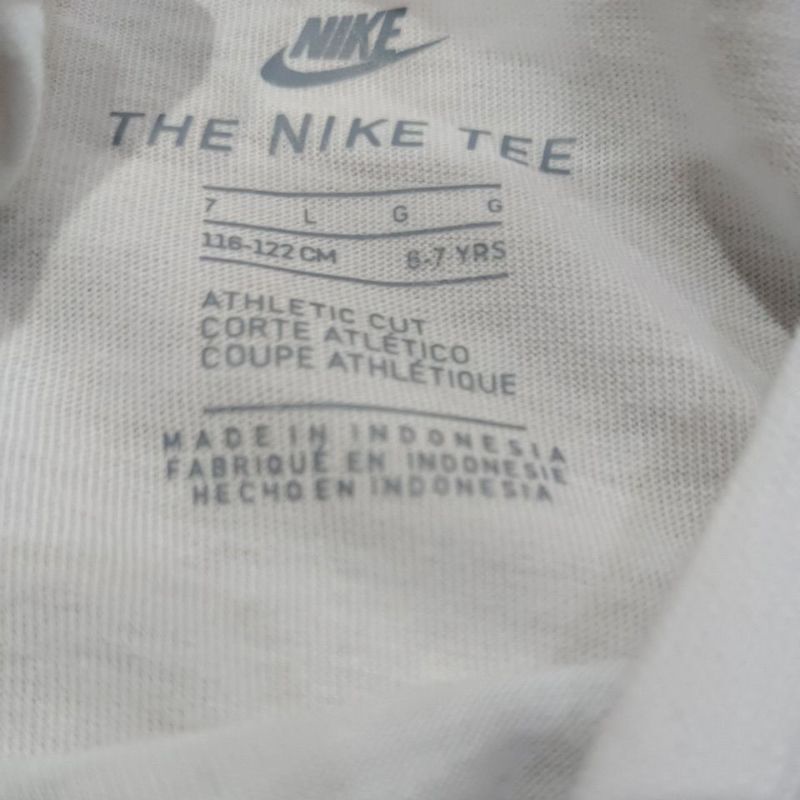 NIKE
THE NIKE TEE
7 L G G
116-122 CM 6-7 YRS
ATHLETIC CUT
CORTE ATLÉTICO
COUPE ATHLÉTIQUE
MADE IN INDONESIA
FABRIQUÉ EN INDONESIE
HECHO EN INDONESIA